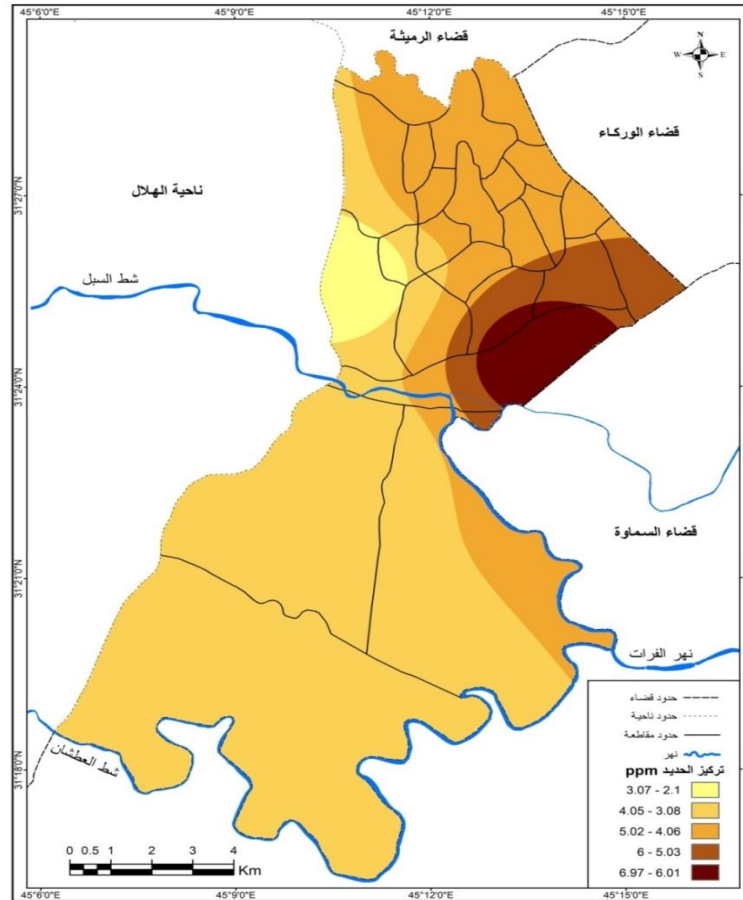 45°6'0"E 45°9'0"E 45°12'0"E 45°15'0"E
قضاء الرميثة
N
W E
S
قضاء الوركاء
31°27'0"N
ناحية الهلال
شط السبل
31°24'0"N
قضاء السماوة
31°21'0"N
نهر الفرات
31°18'0"N
شط العطشان
حدود قضاء
حدود ناحية
حدود مقاطعة
نهر
تركيز الحديد ppm
3.07 - 2.1
4.05 - 3.08
5.02 - 4.06
6 - 5.03
6.97 - 6.01
0 0.5 1 2 3 4
Km
45°6'0"E 45°9'0"E 45°12'0"E 45°15'0"E